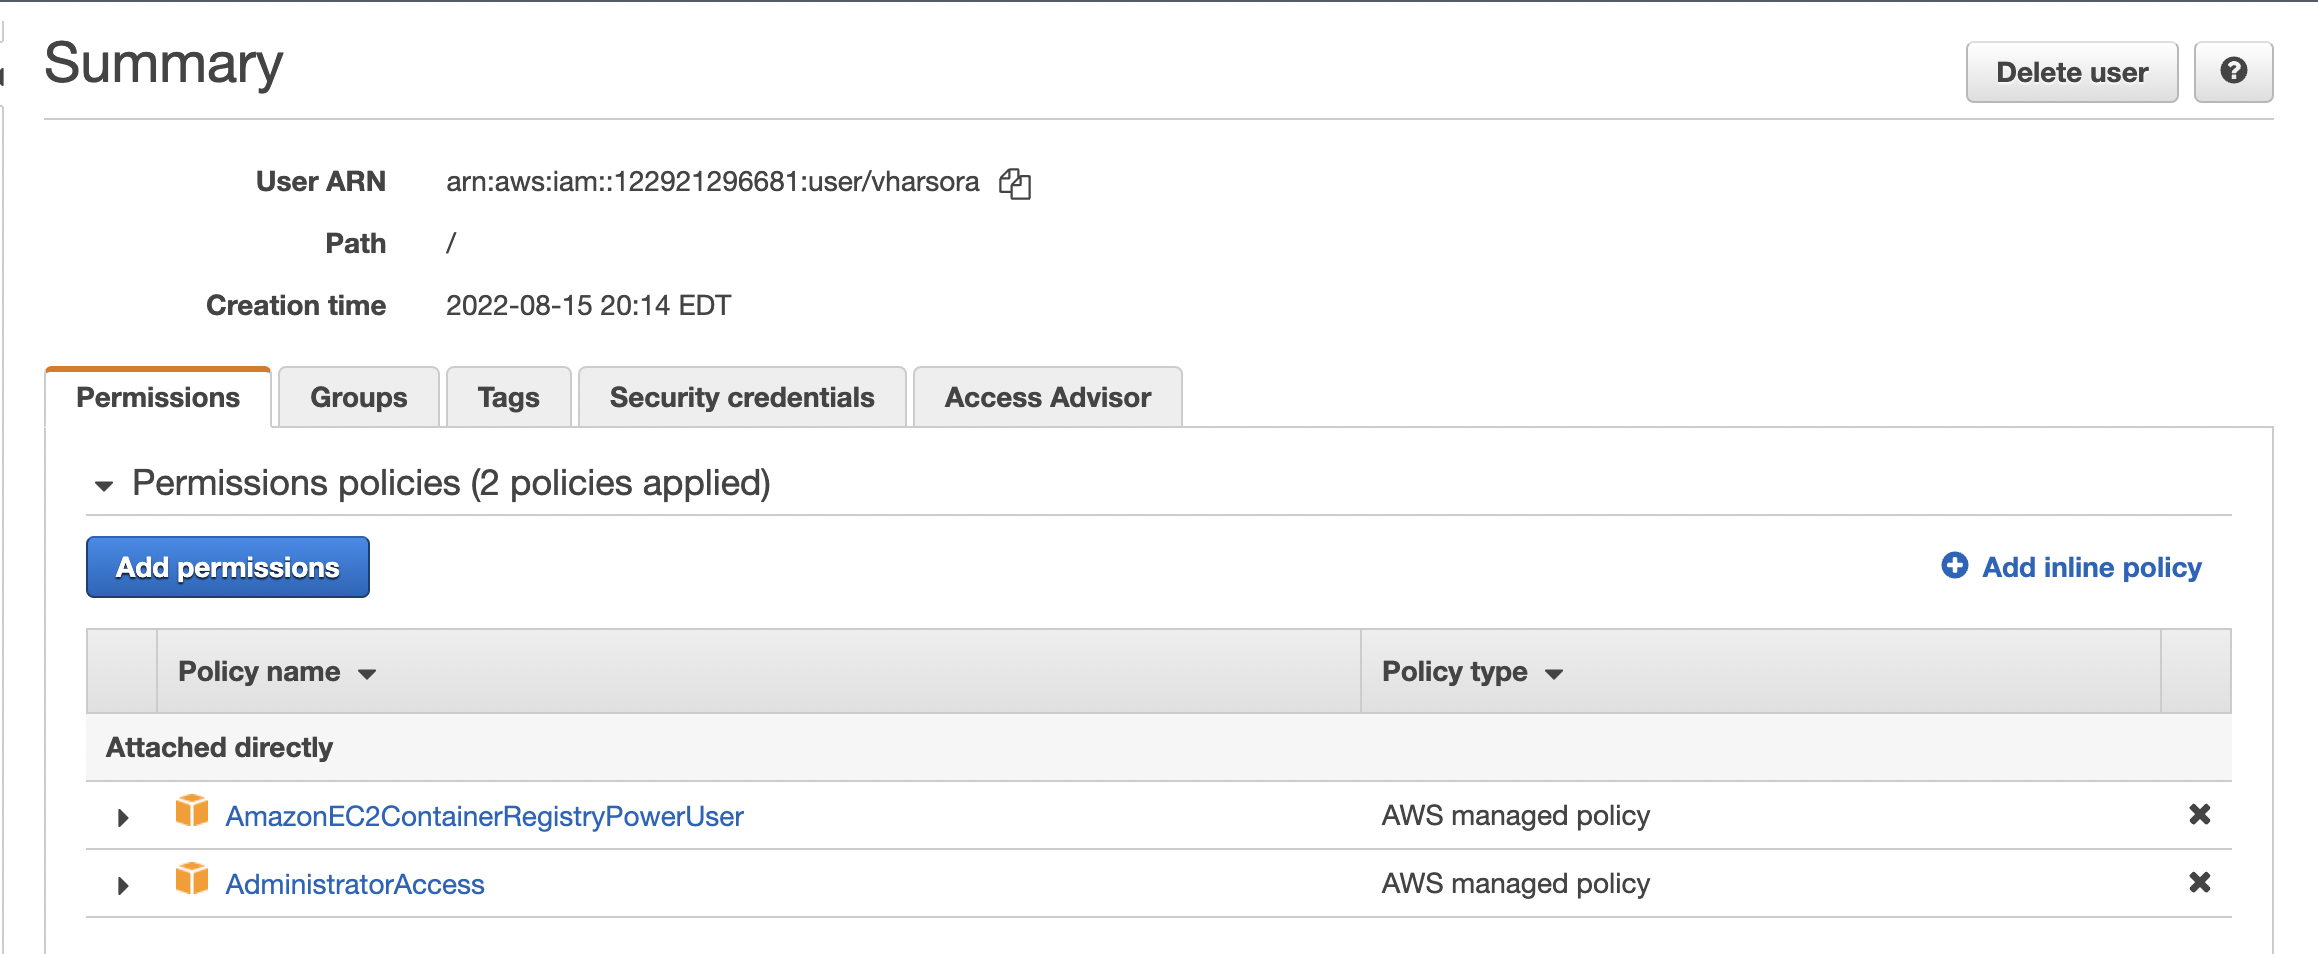 Summary
Delete user
User ARN arn:aws:iam::122921296681:user/vharsora
Path /
Creation time 2022-08-15 20:14 EDT
Permissions Groups Tags Security credentials Access Advisor
Permissions policies (2 policies applied)
Add permissions Add inline policy
Policy name Policy type
Attached directly
AmazonEC2ContainerRegistryPowerUser AWS managed policy
AdministratorAccess AWS managed policy